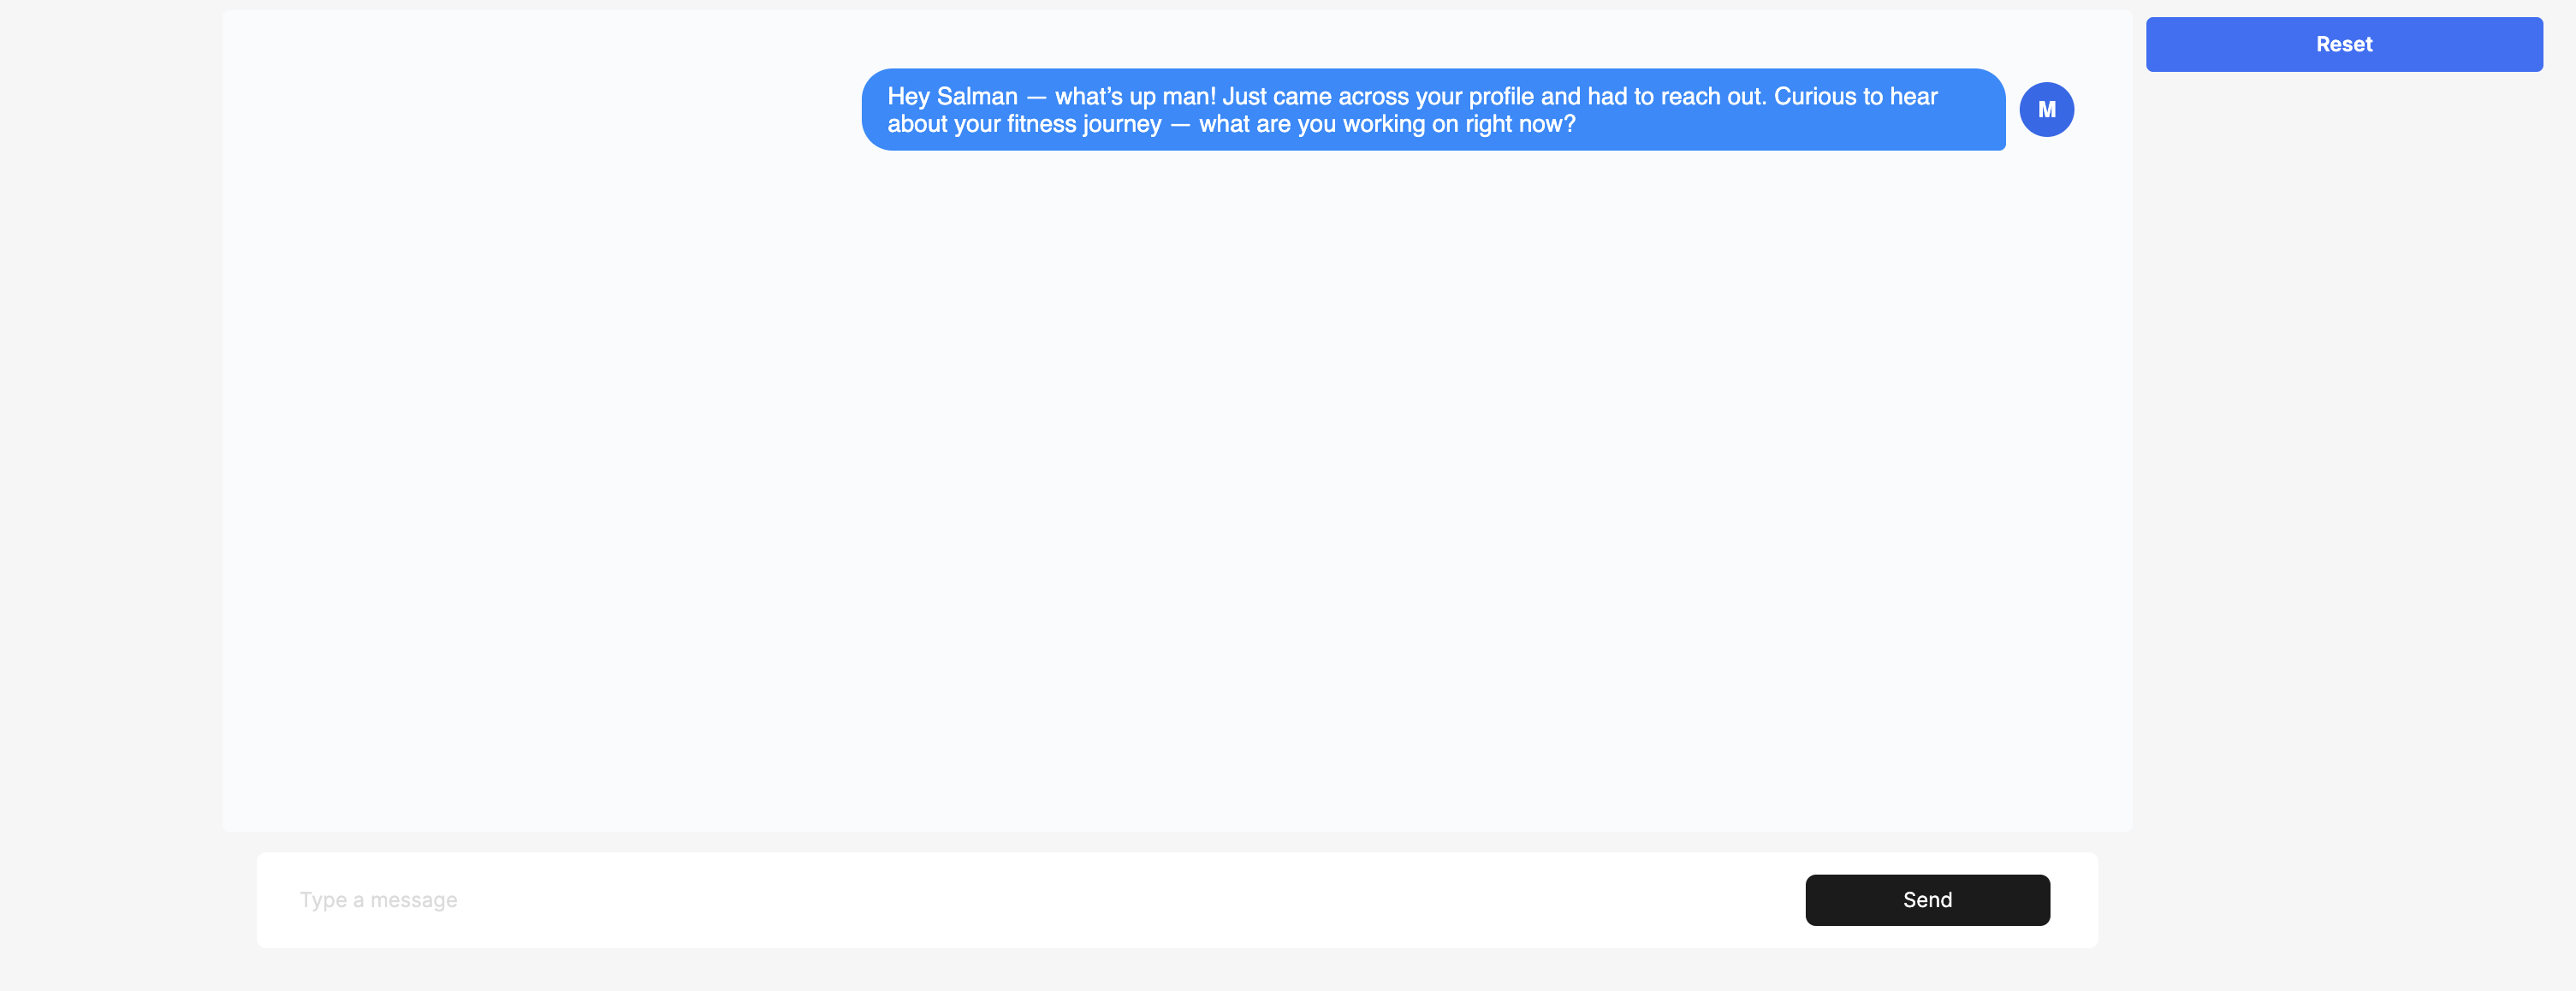 Reset
Hey Salman — what’s up man! Just came across your profile and had to reach out. Curious to hear
about your fitness journey — what are you working on right now?
M
Type a message
Send